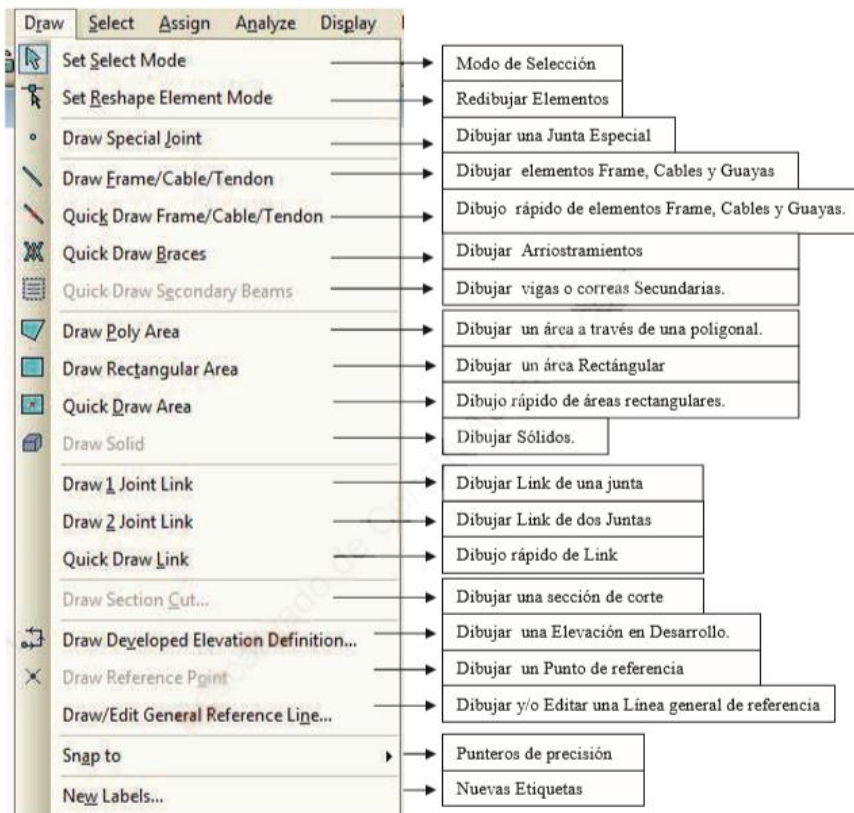 Draw Select Assign Analyze Display
Set Select Mode
Modo de Selección
Set Reshape Element Mode
Redibujar Elementos
Draw Special Joint
Dibujar una Junta Especial
Draw Frame/Cable/Tendon
Dibujar elementos Frame, Cables y Guayas
Quick Draw Frame/Cable/Tendon
Dibujo rápido de elementos Frame, Cables y Guayas.
Quick Draw Braces
Dibujar Arriostramientos
Quick Draw Secondary Beams
Dibujar vigas o correas Secundarias.
Draw Poly Area
Dibujar un área a través de una poligonal.
Draw Rectangular Area
Dibujar un área Rectángular
Quick Draw Area
Dibujo rápido de áreas rectangulares.
Draw Solid
Dibujar Sólidos.
Draw 1 Joint Link
Dibujar Link de una junta
Draw 2 Joint Link
Dibujar Link de dos Juntas
Quick Draw Link
Dibujo rápido de Link
Draw Section Cut...
Dibujar una sección de corte
Draw Developed Elevation Definition...
Dibujar una Elevación en Desarrollo.
Draw Reference Point
Dibujar un Punto de referencia
Draw/Edit General Reference Line...
Dibujar y/o Editar una Línea general de referencia
Snap to
Punteros de precisión
New Labels...
Nuevas Etiquetas